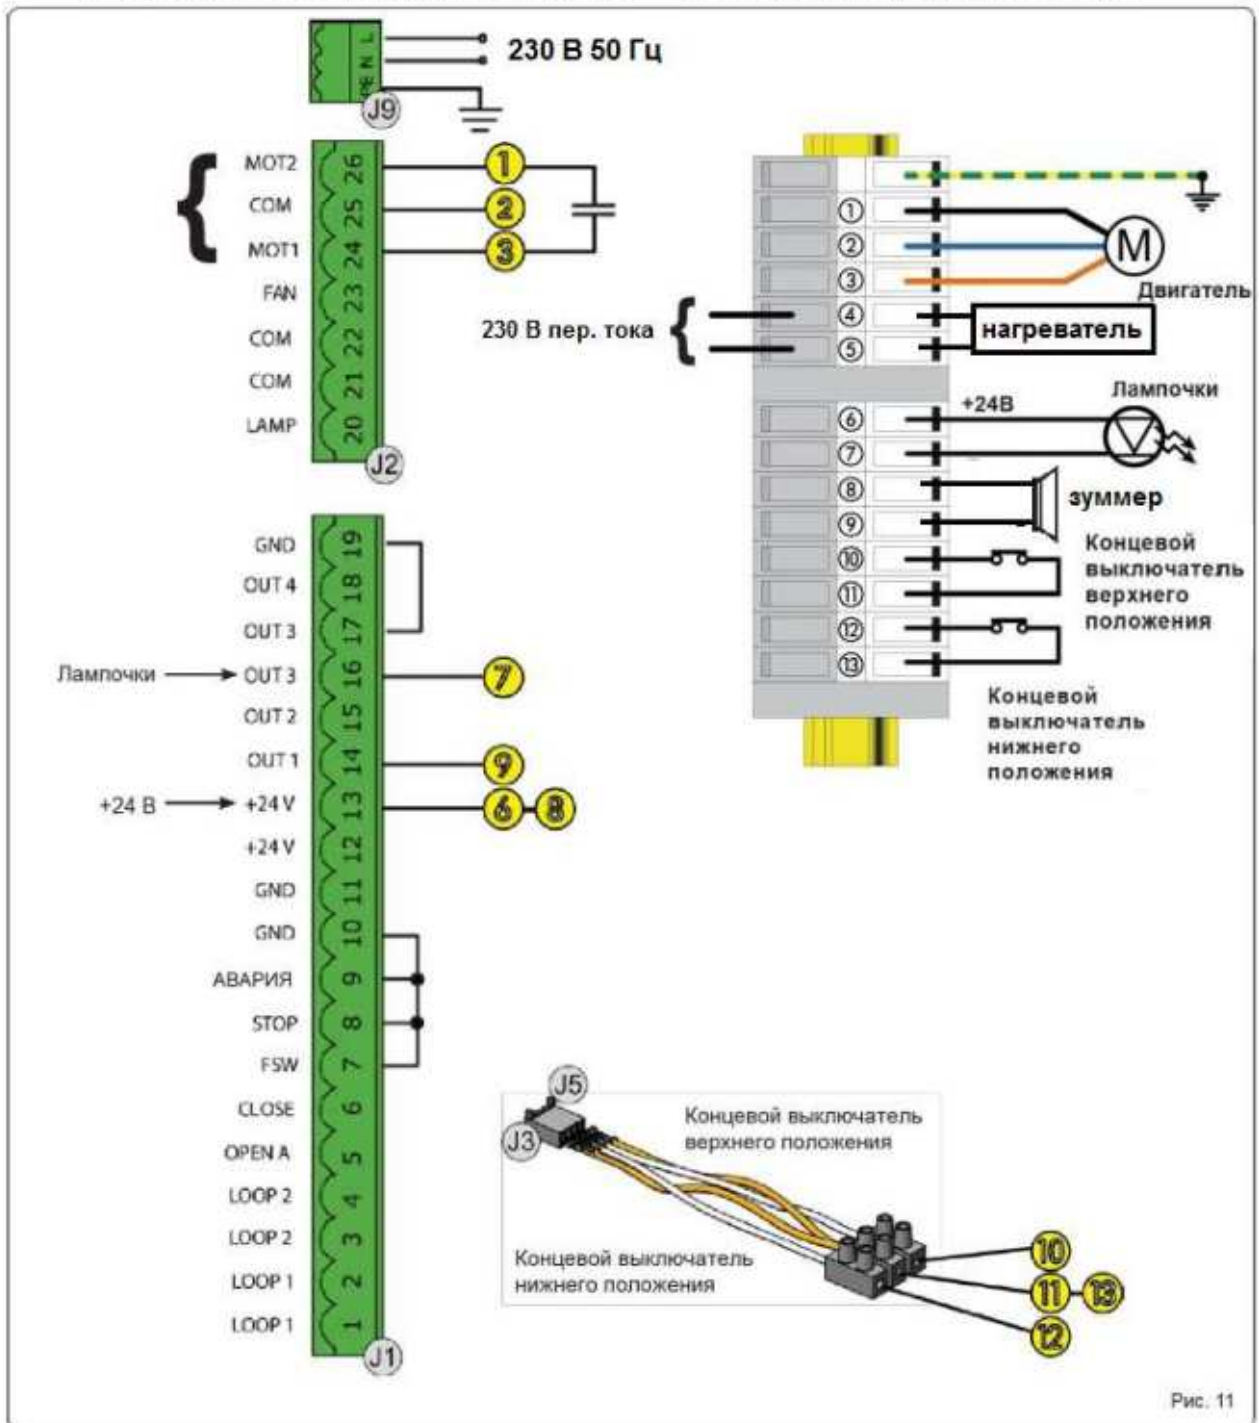 230 В 50 Гц
PE N L
J9
MOT2 26 1
COM 25 2
MOT1 24 3
FAN 23
COM 22
COM 21
LAMP 20
J2
GND 19
OUT 4 18
OUT 3 17
Лампочки OUT 3 16 7
OUT 2 15
OUT 1 14 9
+24 В +24 V 13 6 8
+24 V 12
GND 11
GND 10
АВАРИЯ 9
STOP 8
FSW 7
CLOSE 6
OPEN A 5
LOOP 2 4
LOOP 2 3
LOOP 1 2
LOOP 1 1
J1
1
2
3
M
Двигатель
230 В пер. тока
4
5
нагреватель
6
7
+24В
Лампочки
8
9
зуммер
10
11
Концевой
выключатель
верхнего
положения
12
13
Концевой
выключатель
нижнего
положения
J5
J3
Концевой выключатель
верхнего положения
Концевой выключатель
нижнего положения
10
11 13
12
Рис. 11